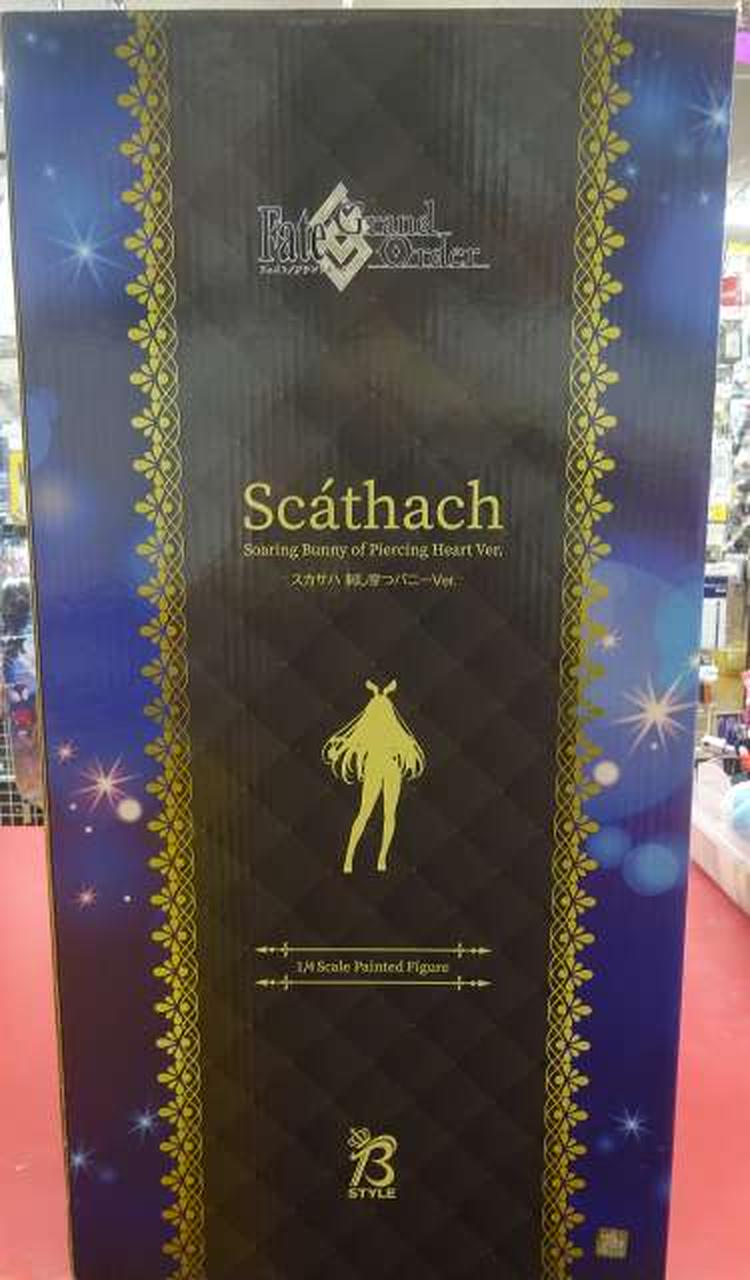 Fate
Grand
Order
Scáthach
Soaring Bunny of Piercing Heart Ver.
スカサハ 刺し穿つバニーVer.
1/4 Scale Painted Figure
B
STYLE